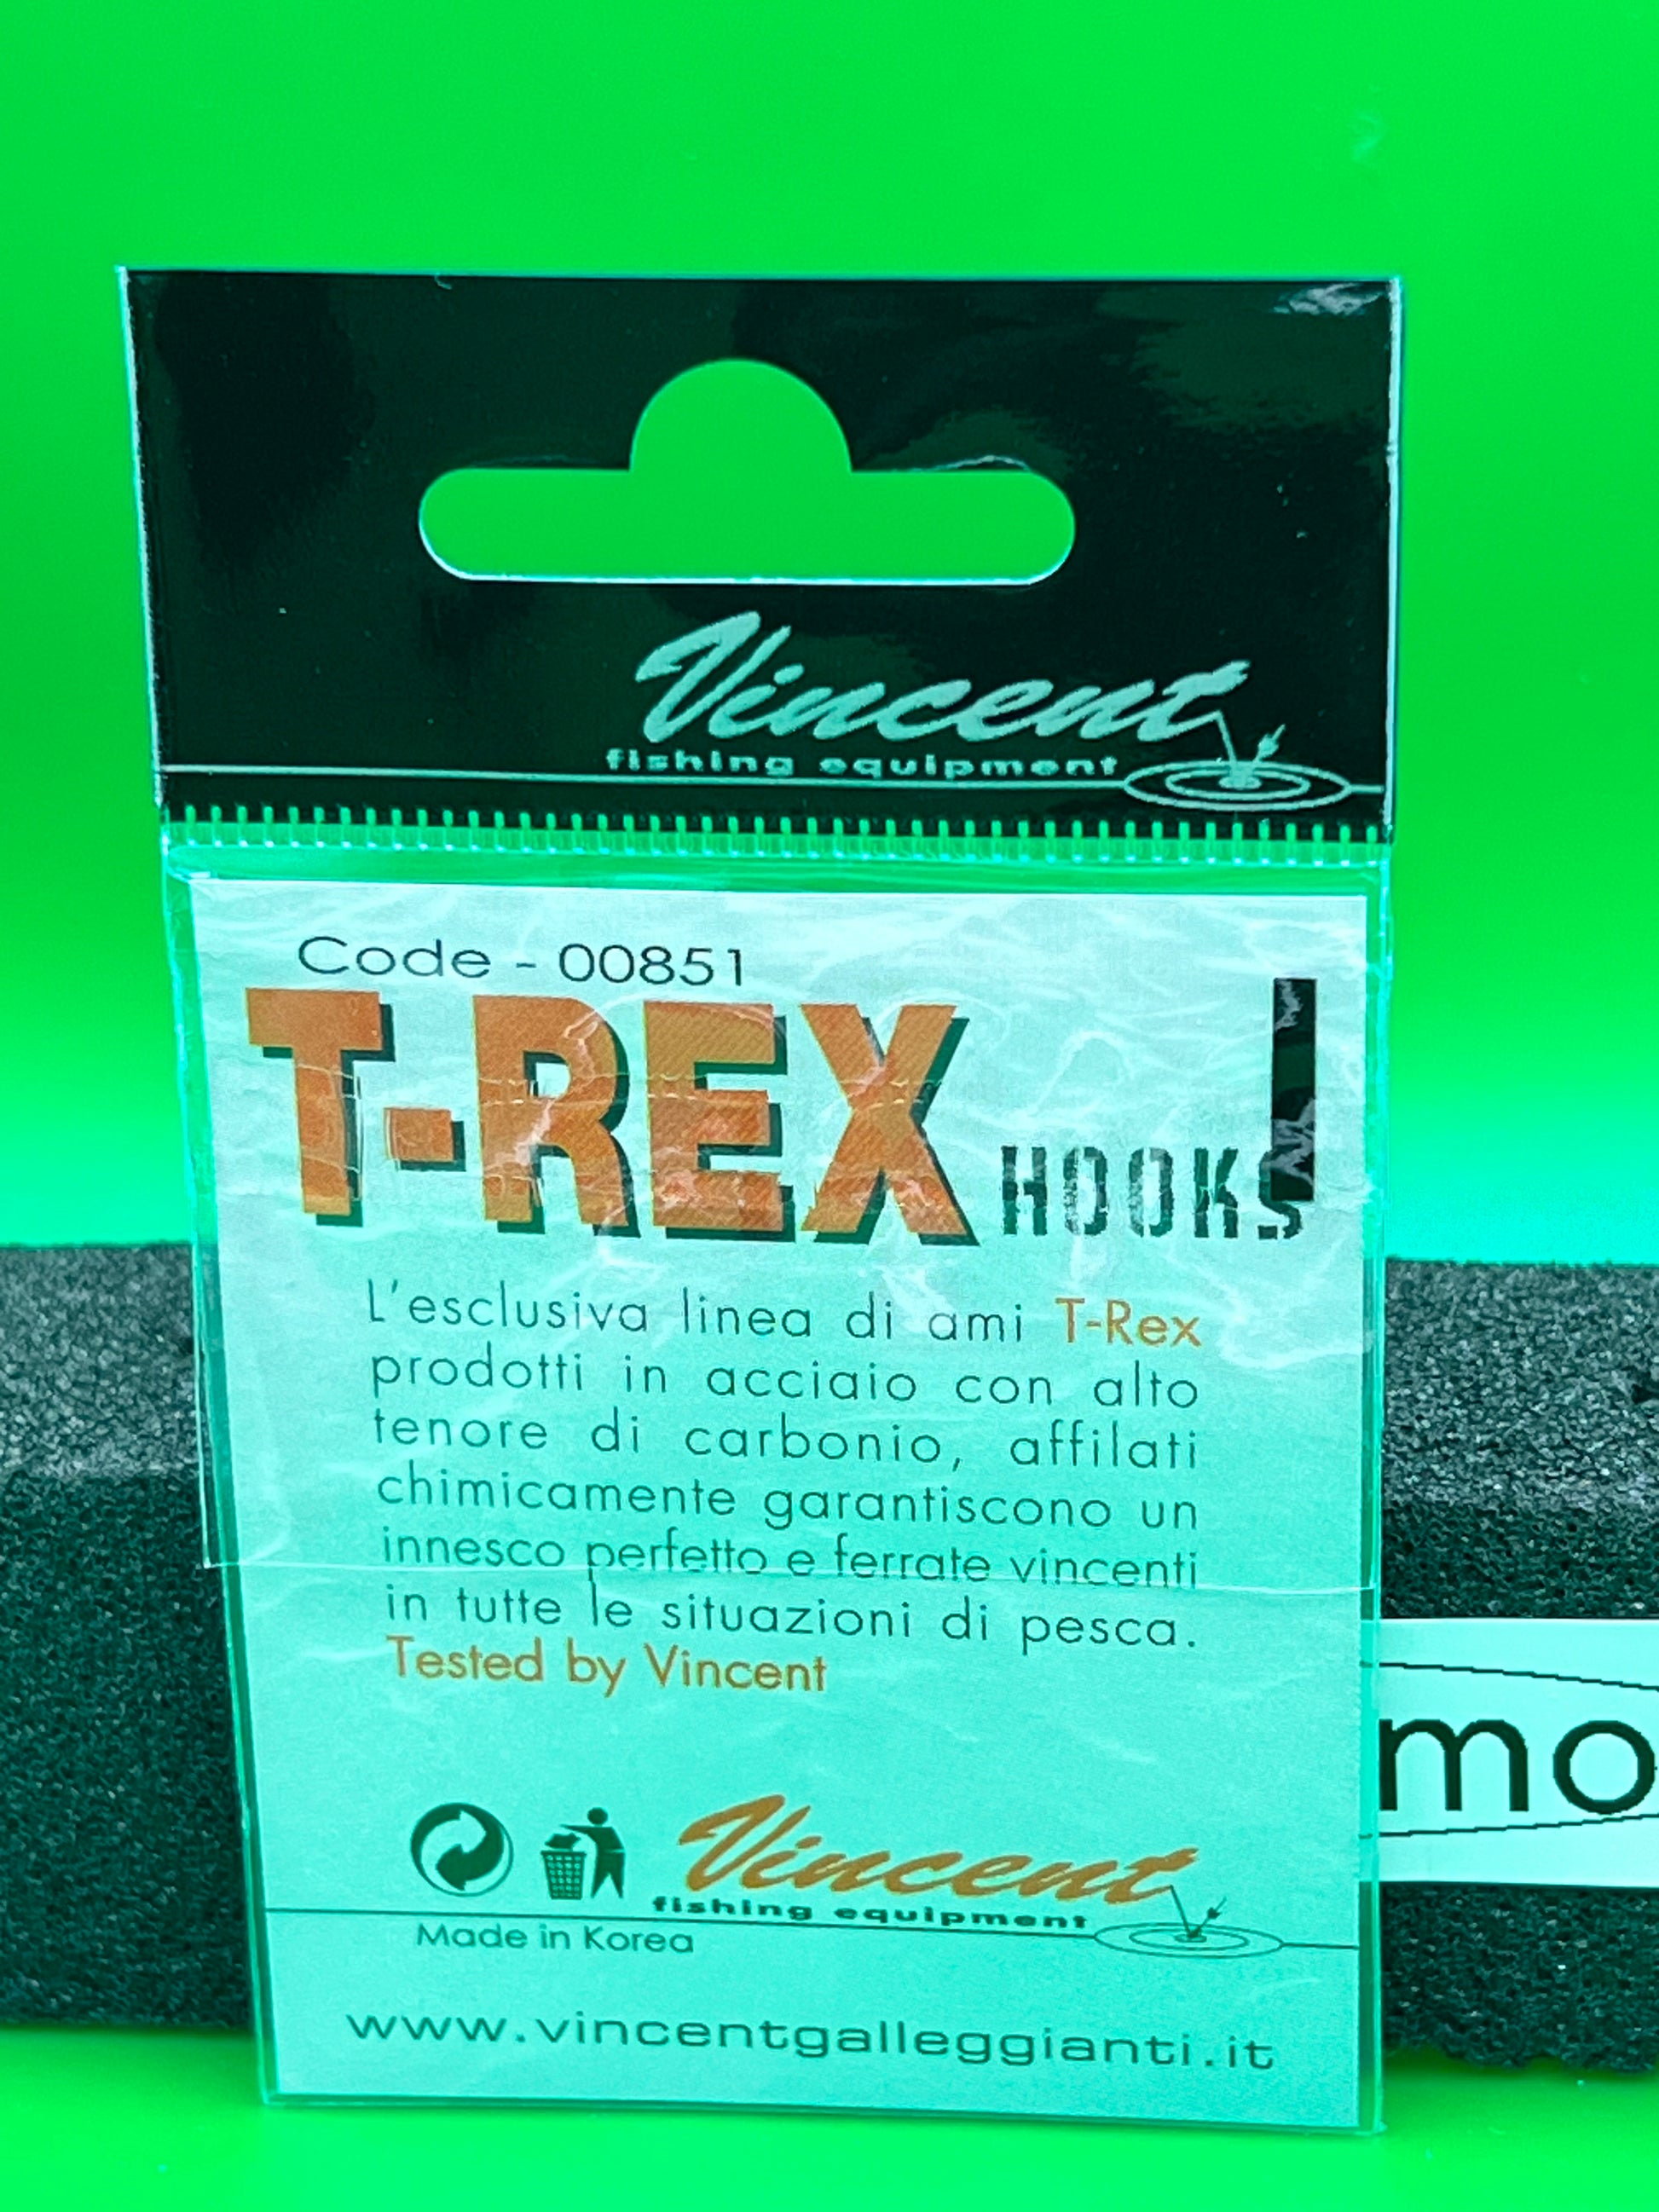 Vincent
fishing equipment
Code - 00851
T-REX HOOKS
L'esclusiva linea di ami T-Rex
prodotti in acciaio con alto
tenore di carbonio, affilati
chimicamente garantiscono un
innesco perfetto e ferrate vincenti
in tutte le situazioni di pesca.
Tested by Vincent
Vincent
fishing equipment
Made in Korea
www.vincentgalleggianti.it
mo